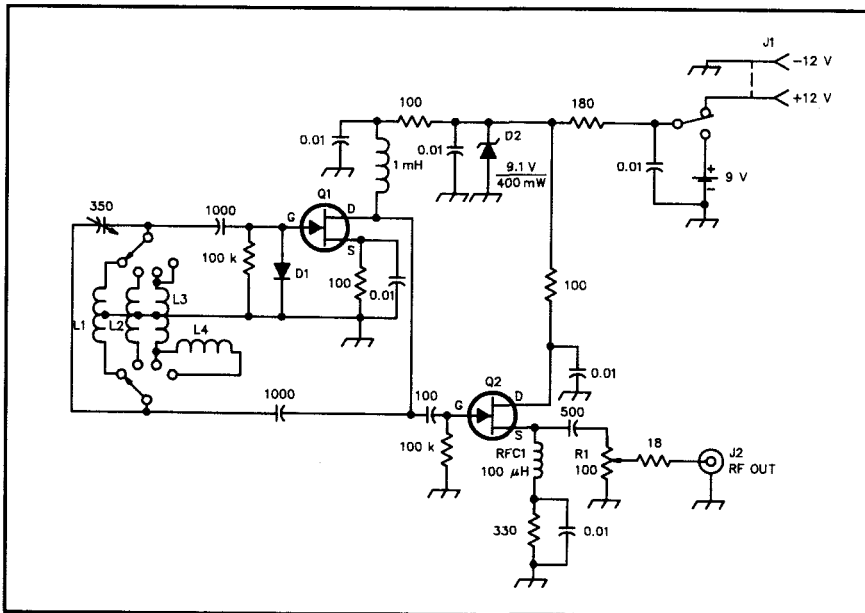 J1
−12 V
+12 V
100
180
0.01
0.01
D2
1 mH
9.1 V
400 mW
0.01
+
9 V
−
350
1000
Q1
G
D
S
100 k
D1
100
0.01
100
L1
L2
L3
L4
0.01
1000
100
Q2
G
D
S
500
100 k
RFC1
100 μH
R1
100
18
J2
RF OUT
330
0.01